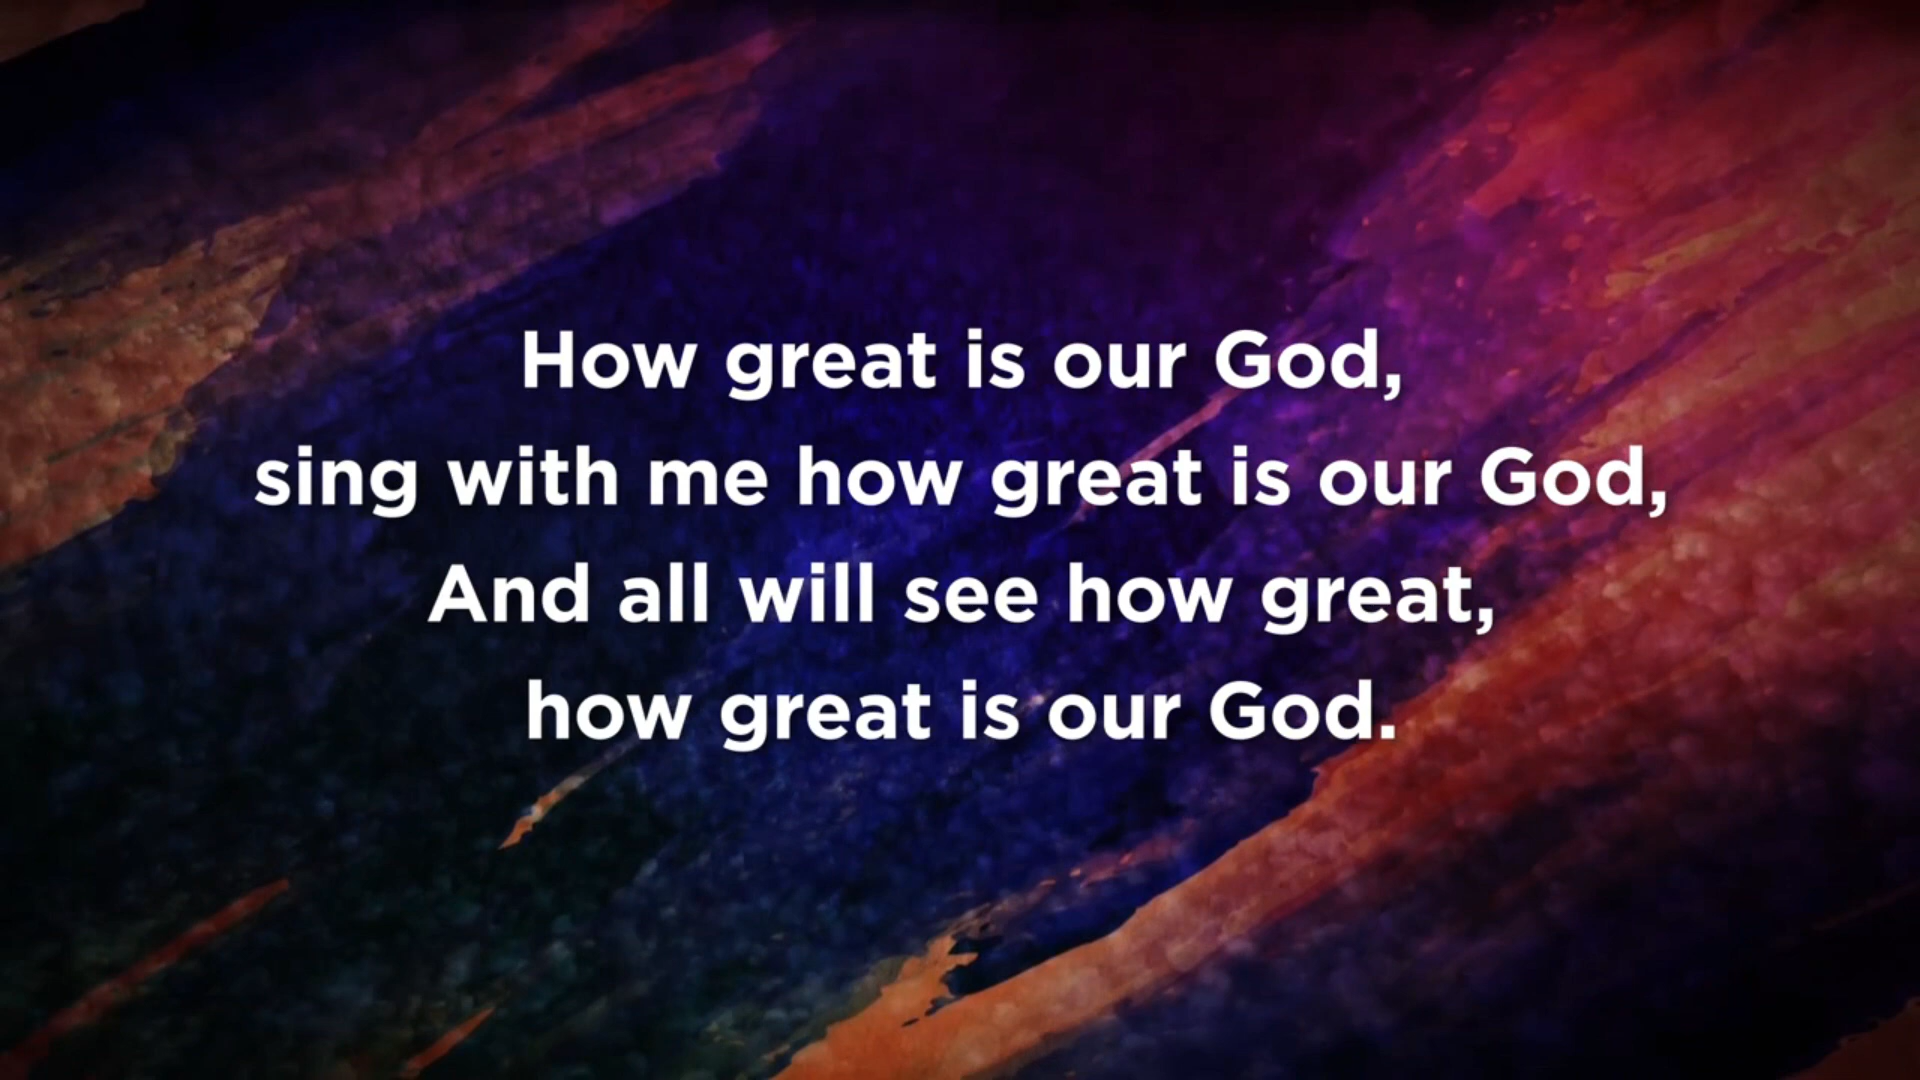 How great is our God,
sing with me how great is our God,
And all will see how great,
how great is our God.